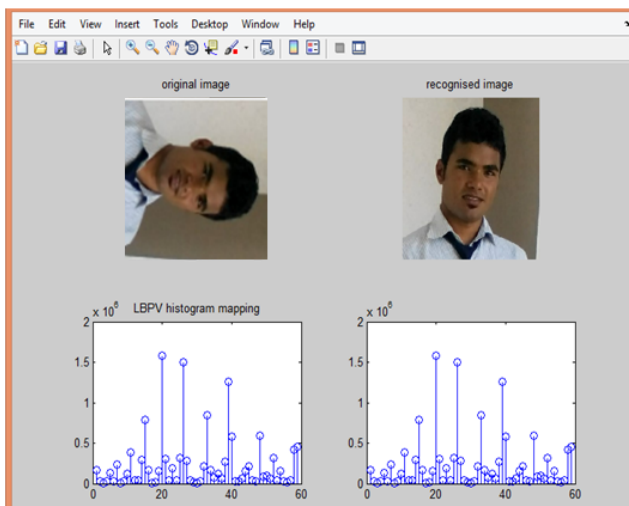 File Edit View Insert Tools Desktop Window Help
original image
recognised image
x 10^6 LBPV histogram mapping
x 10^6
2
1.5
1
0.5
0
0 20 40 60
2
1.5
1
0.5
0
0 20 40 60